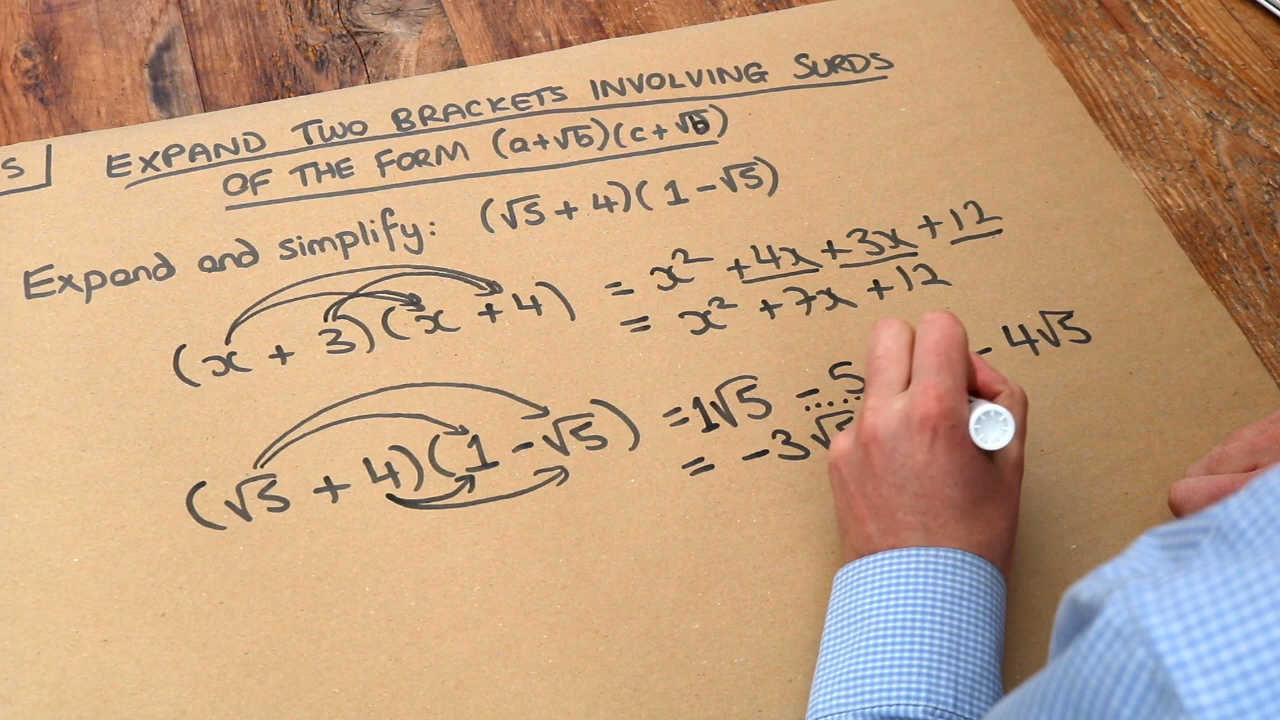 S
EXPAND TWO BRACKETS INVOLVING SURDS
OF THE FORM (a+√b)(c+√b)
Expand and simplify: (√5 + 4)(1 - √5)
(x + 3)(x + 4) = x² + 4x + 3x + 12
= x² + 7x + 12
(√5 + 4)(1 - √5) = 1√5 - 5 - 4√5
= -3√5